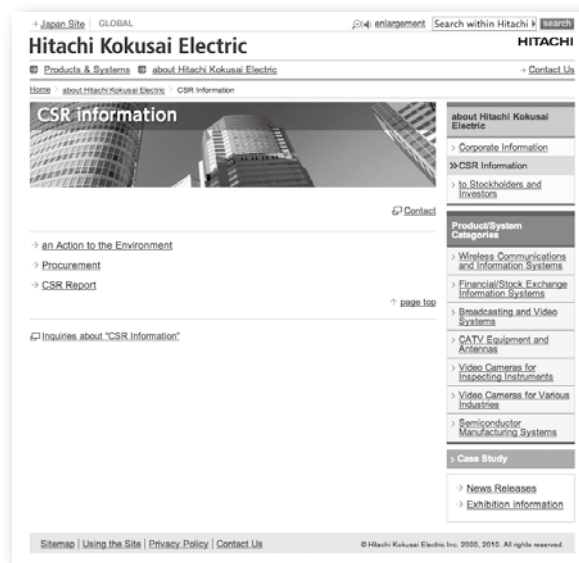 Japan Site GLOBAL enlargement Search within Hitachi search
Hitachi Kokusai Electric HITACHI
Products & Systems about Hitachi Kokusai Electric Contact Us
Home > about Hitachi Kokusai Electric > CSR Information
CSR information
Contact
an Action to the Environment
Procurement
CSR Report
page top
Inquiries about "CSR Information"
about Hitachi Kokusai
Electric
Corporate Information
CSR Information
to Stockholders and
Investors
Product/System
Categories
Wireless Communications
and Information Systems
Financial/Stock Exchange
Information Systems
Broadcasting and Video
Systems
CATV Equipment and
Antennas
Video Cameras for
Inspecting Instruments
Video Cameras for Various
Industries
Semiconductor
Manufacturing Systems
Case Study
News Releases
Exhibition information
Sitemap | Using the Site | Privacy Policy | Contact Us © Hitachi Kokusai Electric Inc. 2000, 2010. All rights reserved.